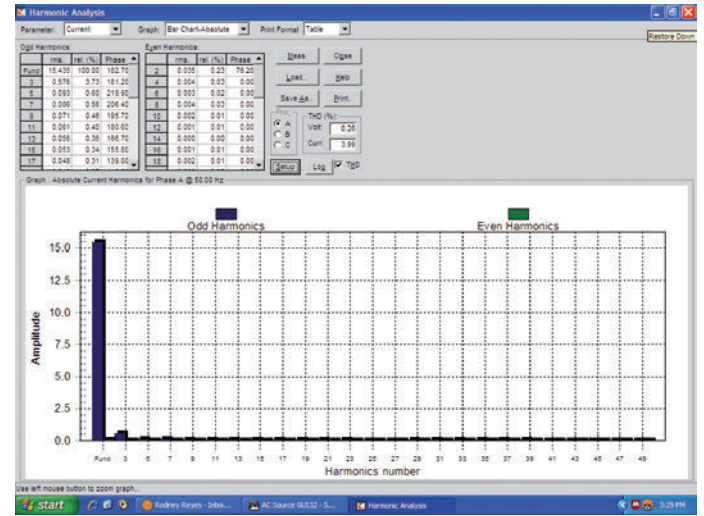 Harmonic Analysis
Parameter: Current Graph: Bar Chart-Absolute Print Format Table
Restore Down
Odd Harmonics:
rms. rel. (%) Phase
Fund 15.435 100.00 182.70
3 0.576 3.73 181.20
5 0.093 0.60 218.90
7 0.086 0.56 206.40
9 0.071 0.46 195.70
11 0.061 0.40 180.60
13 0.056 0.36 166.70
15 0.053 0.34 155.80
17 0.048 0.31 139.00
Even Harmonics:
rms. rel. (%) Phase
2 0.035 0.23 76.20
4 0.004 0.03 0.00
6 0.003 0.02 0.00
8 0.004 0.03 0.00
10 0.002 0.01 0.00
12 0.001 0.01 0.00
14 0.000 0.00 0.00
16 0.001 0.01 0.00
18 0.002 0.01 0.00
Meas Close
Load... Help
Save As... Print...
A
B
C
THD (%)
Volt: 0.26
Curr: 3.99
Setup Log THD
Graph : Absolute Current Harmonics for Phase A @ 50.00 Hz
Odd Harmonics Even Harmonics
Amplitude
15.0
12.5
10.0
7.5
5.0
2.5
0.0
Fund 3 5 7 9 11 13 15 17 19 21 23 25 27 29 31 33 35 37 39 41 43 45 47 49
Harmonics number
Use left mouse button to zoom graph...
start Rodney Reyes - Inbo... AC Source GUI32 - S... Harmonic Analysis 3:29 PM